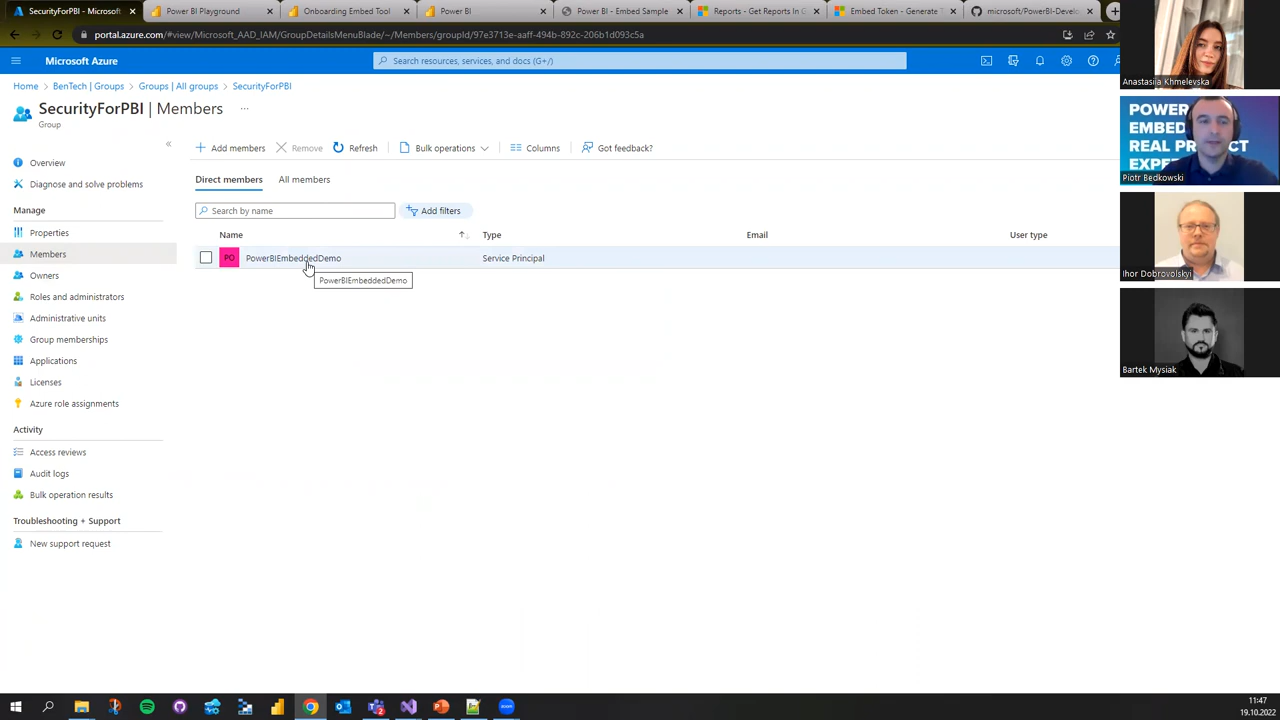 SecurityForPBI - Microsoft Azu
Power BI Playground
Onboarding Embed Tool
Power BI
Power BI - Embed Sample
Reports - Get Reports In G
Embed Token - Generate T
microsoft/PowerBI-Develo
portal.azure.com/#view/Microsoft_AAD_IAM/GroupDetailsMenuBlade/~/Members/groupId/97e3713e-aaff-494b-892c-206b1d093c5a
Microsoft Azure
Search resources, services, and docs (G+/)
Home > BenTech | Groups > Groups | All groups > SecurityForPBI
SecurityForPBI | Members ...
Group
Overview
Diagnose and solve problems
Manage
Properties
Members
Owners
Roles and administrators
Administrative units
Group memberships
Applications
Licenses
Azure role assignments
Activity
Access reviews
Audit logs
Bulk operation results
Troubleshooting + Support
New support request
Add members
Remove
Refresh
Bulk operations
Columns
Got feedback?
Direct members
All members
Search by name
Add filters
Name
Type
Email
User type
PO
PowerBIEmbeddedDemo
Service Principal
PowerBIEmbeddedDemo
Anastasiia Khmelevska
POWER
EMBED
REAL PR CT
EXPE
Piotr Bedkowski
Ihor Dobrovolskyi
Bartek Mysiak
11:47
19.10.2022